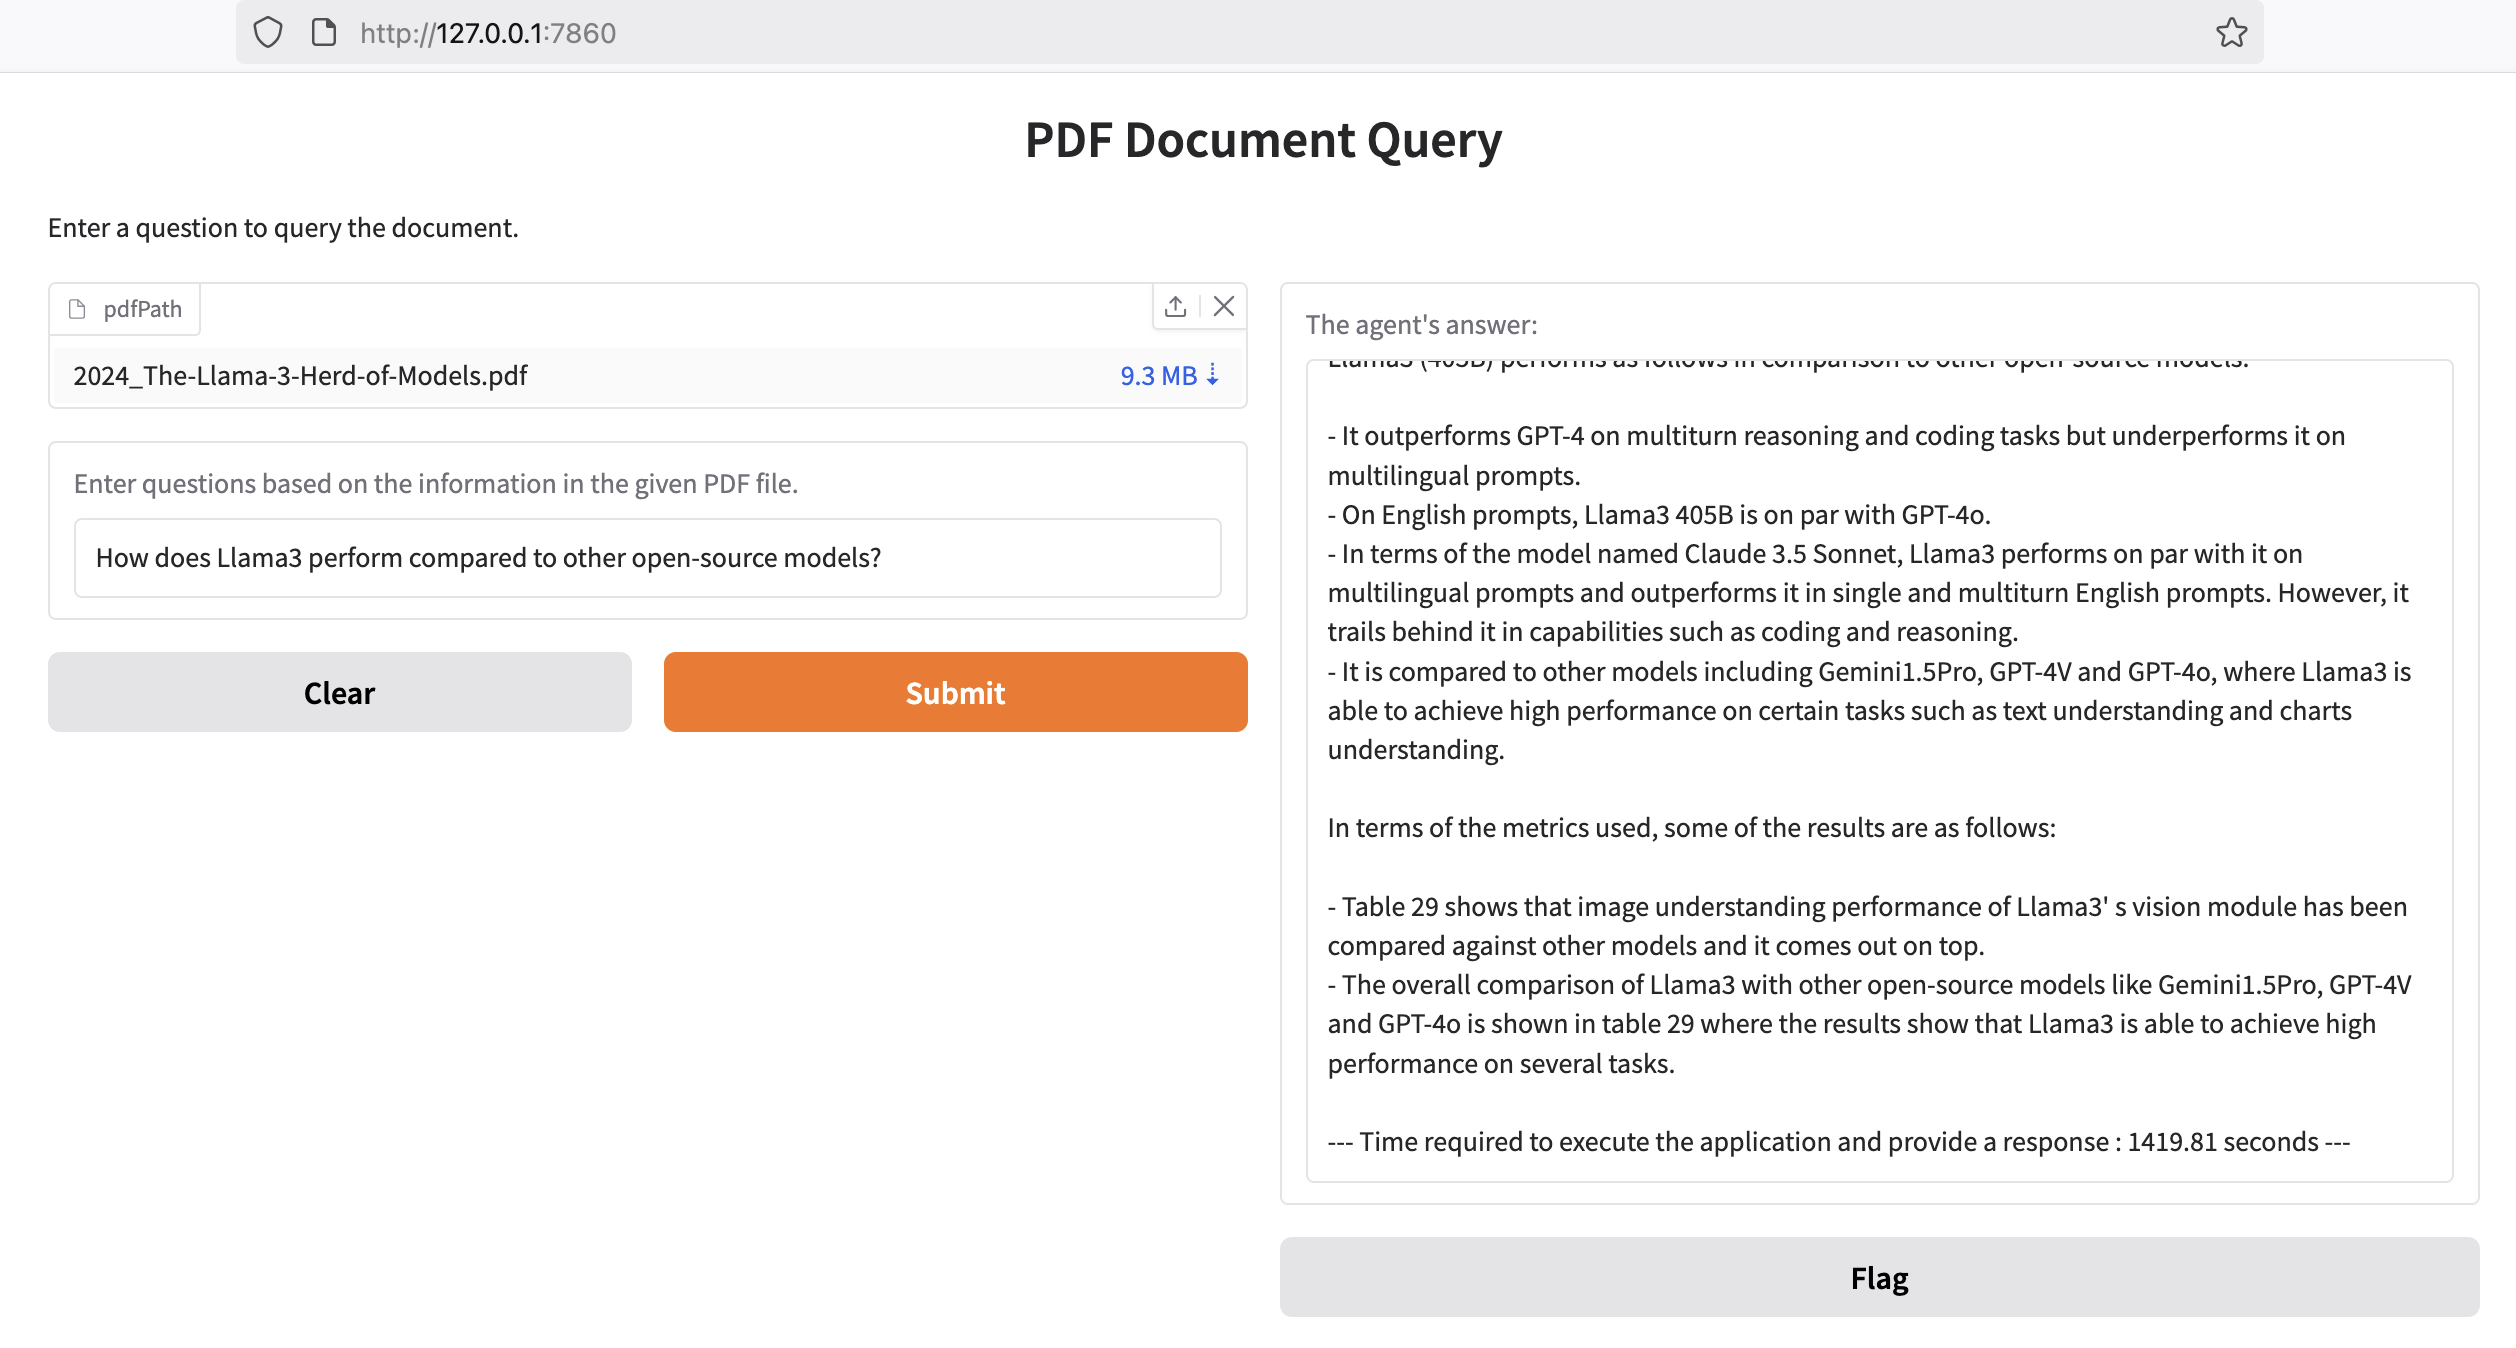 http://127.0.0.1:7860
PDF Document Query
Enter a question to query the document.
pdfPath
2024_The-Llama-3-Herd-of-Models.pdf
9.3 MB ⇣
Enter questions based on the information in the given PDF file.
How does Llama3 perform compared to other open-source models?
Clear
Submit
The agent's answer:
Llama3 (405B) performs as follows in comparison to other open-source models:
- It outperforms GPT-4 on multiturn reasoning and coding tasks but underperforms it on
multilingual prompts.
- On English prompts, Llama3 405B is on par with GPT-4o.
- In terms of the model named Claude 3.5 Sonnet, Llama3 performs on par with it on
multilingual prompts and outperforms it in single and multiturn English prompts. However, it
trails behind it in capabilities such as coding and reasoning.
- It is compared to other models including Gemini1.5Pro, GPT-4V and GPT-4o, where Llama3 is
able to achieve high performance on certain tasks such as text understanding and charts
understanding.
In terms of the metrics used, some of the results are as follows:
- Table 29 shows that image understanding performance of Llama3' s vision module has been
compared against other models and it comes out on top.
- The overall comparison of Llama3 with other open-source models like Gemini1.5Pro, GPT-4V
and GPT-4o is shown in table 29 where the results show that Llama3 is able to achieve high
performance on several tasks.
--- Time required to execute the application and provide a response : 1419.81 seconds ---
Flag